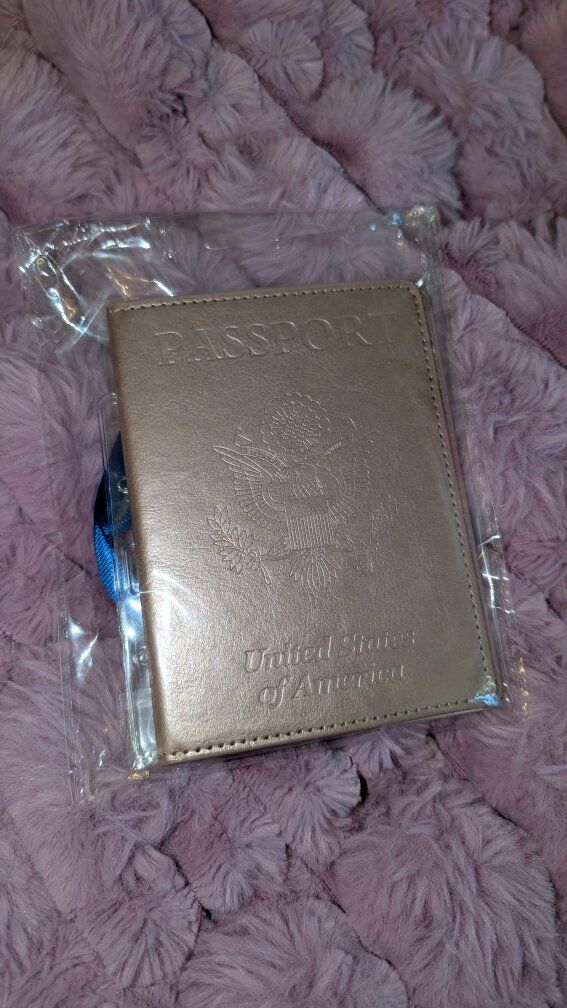 PASSPORT
United States
of America